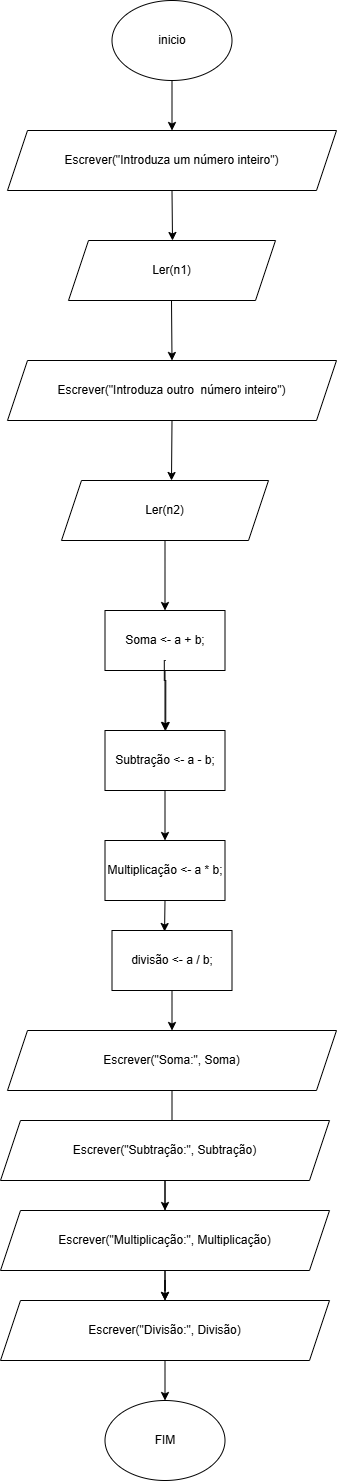 inicio
Escrever("Introduza um número inteiro")
Ler(n1)
Escrever("Introduza outro  número inteiro")
Ler(n2)
Soma <- a + b;
Subtração <- a - b;
Multiplicação <- a * b;
divisão <- a / b;
Escrever("Soma:", Soma)
Escrever("Subtração:", Subtração)
Escrever("Multiplicação:", Multiplicação)
Escrever("Divisão:", Divisão)
FIM